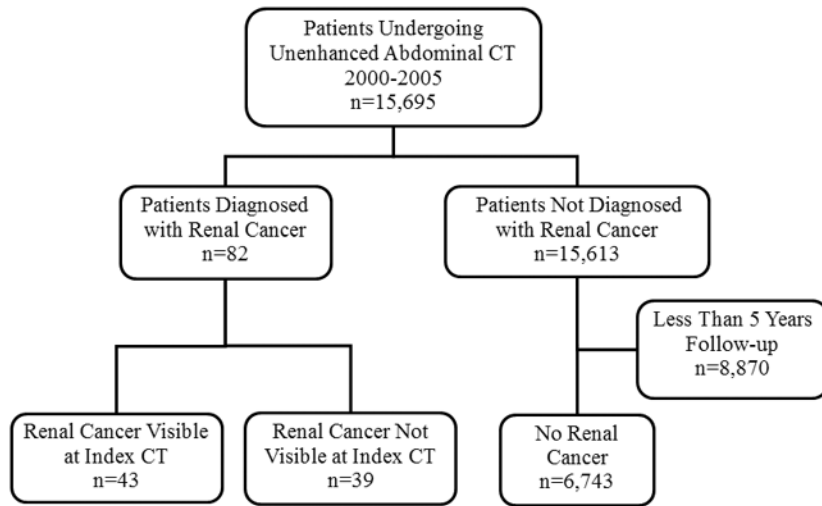 Patients Undergoing
Unenhanced Abdominal CT
2000-2005
n=15,695
Patients Diagnosed
with Renal Cancer
n=82
Patients Not Diagnosed
with Renal Cancer
n=15,613
Less Than 5 Years
Follow-up
n=8,870
Renal Cancer Visible
at Index CT
n=43
Renal Cancer Not
Visible at Index CT
n=39
No Renal
Cancer
n=6,743